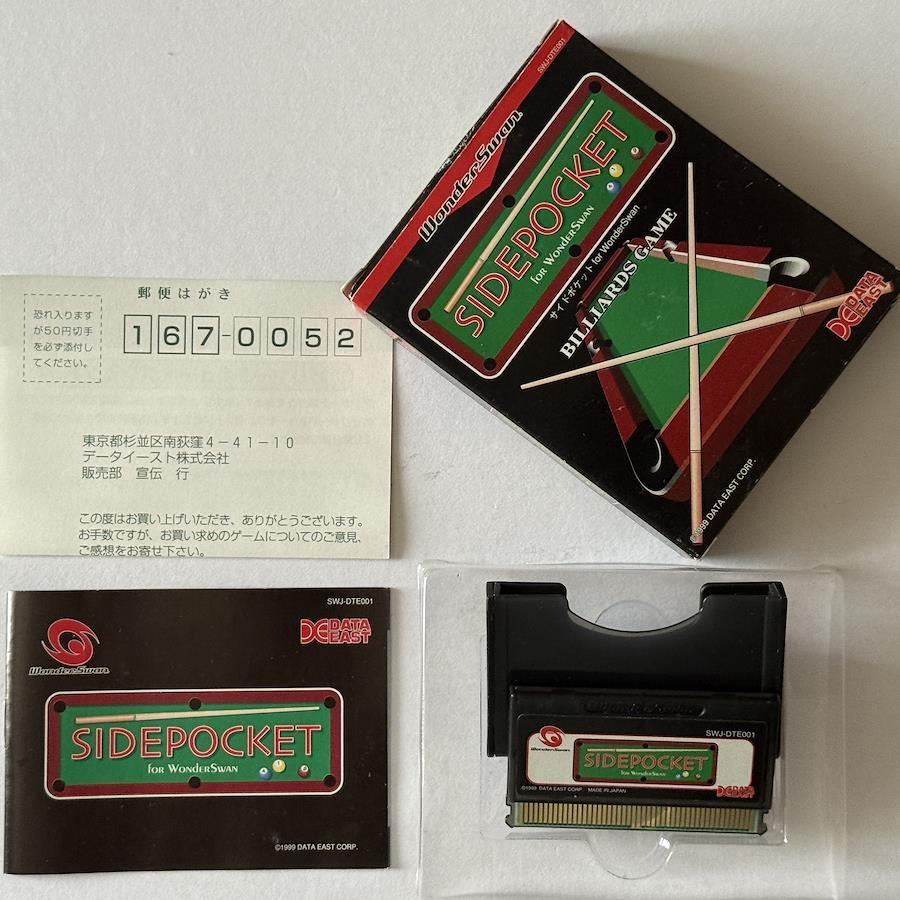 SWJ-DTE001
WonderSwan
SIDEPOCKET
FOR WONDERSWAN
サイドポケット for WonderSwan
BILLIARDS GAME
DATA
EAST
©1999 DATA EAST CORP.
郵便はがき
恐れ入ります
が50円切手
を必ず添付し
てください。
167-0052
東京都杉並区南荻窪4-41-10
データイースト株式会社
販売部 宣伝 行
この度はお買い上げいただき、ありがとうございます。
お手数ですが、お買い求めのゲームについてのご意見、
ご感想をお寄せ下さい。
SWJ-DTE001
DATA
EAST
WonderSwan
SIDEPOCKET
FOR WONDERSWAN
©1999 DATA EAST CORP.
WonderSwan
SWJ-DTE001
WonderSwan
SIDEPOCKET
FOR WONDERSWAN
©1999 DATA EAST CORP. MADE IN JAPAN
DATA
EAST